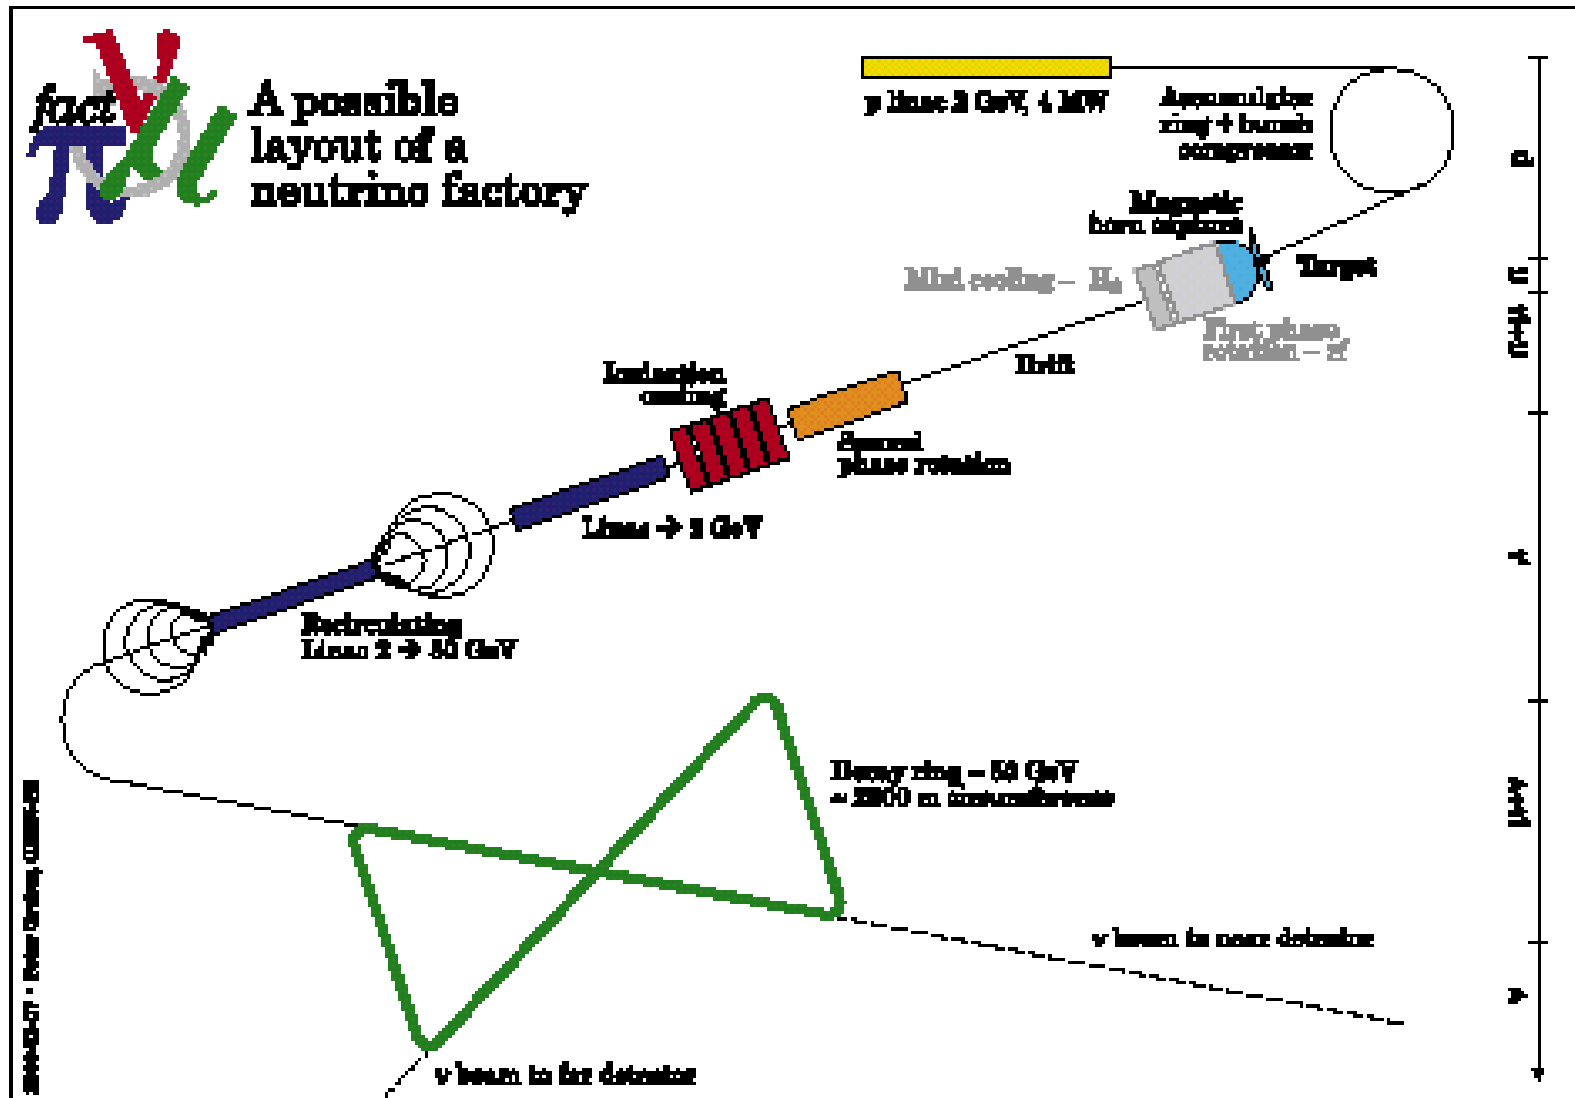 fact
A possible
layout of a
neutrino factory
p linac 2 GeV, 4 MW
Accumulator
ring + bunch
compressor
Magnetic
horn capture
Target
Mini cooling – H₂
First phase
rotation – rf
Drift
Ionization
cooling
Second
phase rotation
Linac → 2 GeV
Recirculating
Linac 2 → 50 GeV
Decay ring – 50 GeV
≈ 2000 m circumference
ν beam to near detector
ν beam to far detector
p
π
π+μ
μ
ν